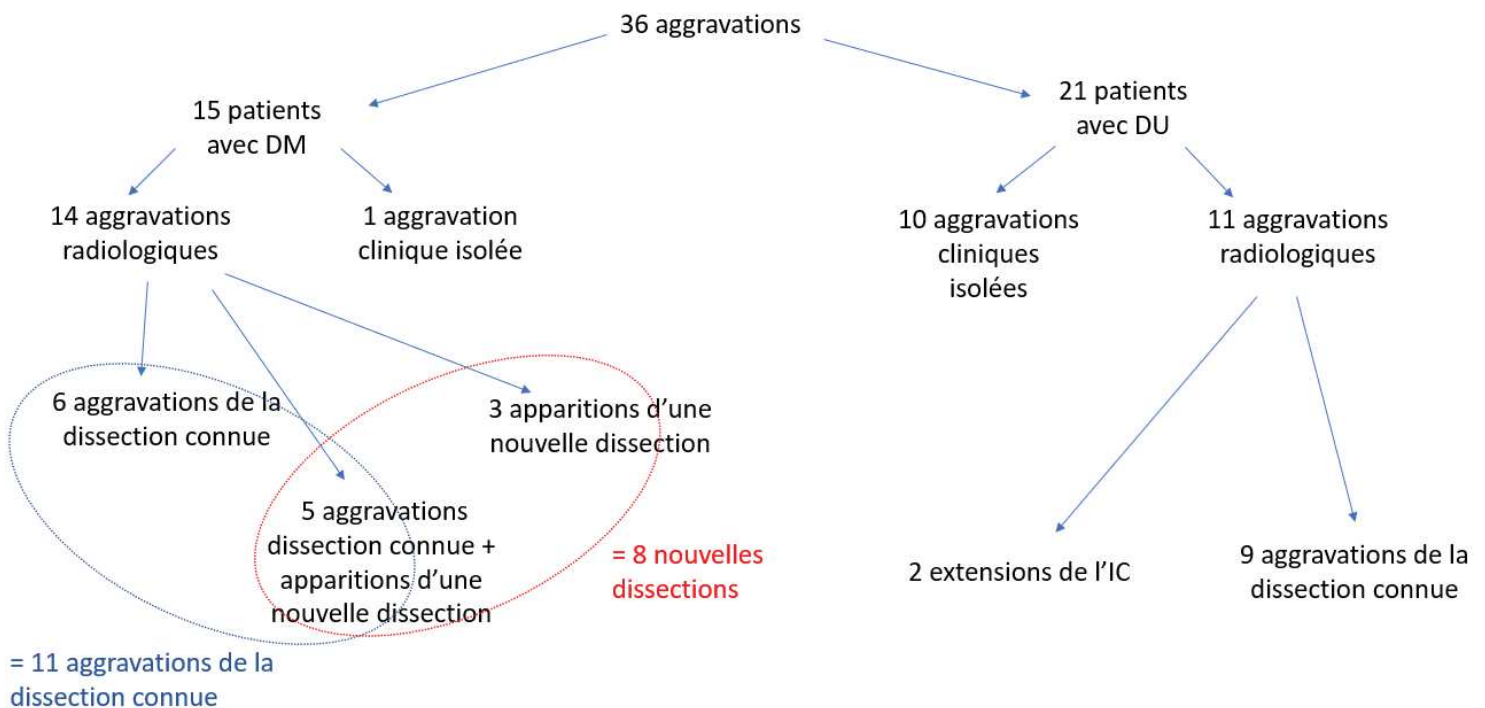 36 aggravations
15 patients
avec DM
21 patients
avec DU
14 aggravations
radiologiques
1 aggravation
clinique isolée
10 aggravations
cliniques
isolées
11 aggravations
radiologiques
6 aggravations de la
dissection connue
3 apparitions d’une
nouvelle dissection
5 aggravations
dissection connue +
apparitions d’une
nouvelle dissection
= 8 nouvelles
dissections
2 extensions de l’IC
9 aggravations de la
dissection connue
= 11 aggravations de la
dissection connue